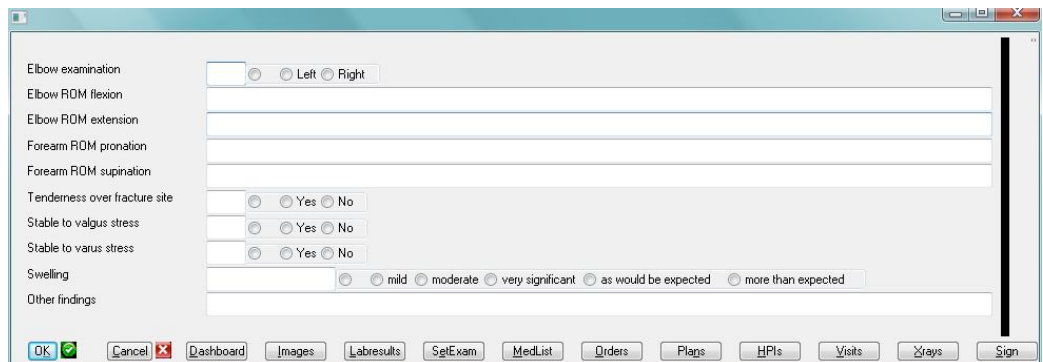 Elbow examination Left Right
Elbow ROM flexion
Elbow ROM extension
Forearm ROM pronation
Forearm ROM supination
Tenderness over fracture site Yes No
Stable to valgus stress Yes No
Stable to varus stress Yes No
Swelling mild moderate very significant as would be expected more than expected
Other findings
OK Cancel Dashboard Images Labresults SetExam MedList Orders Plans HPIs Visits Xrays Sign